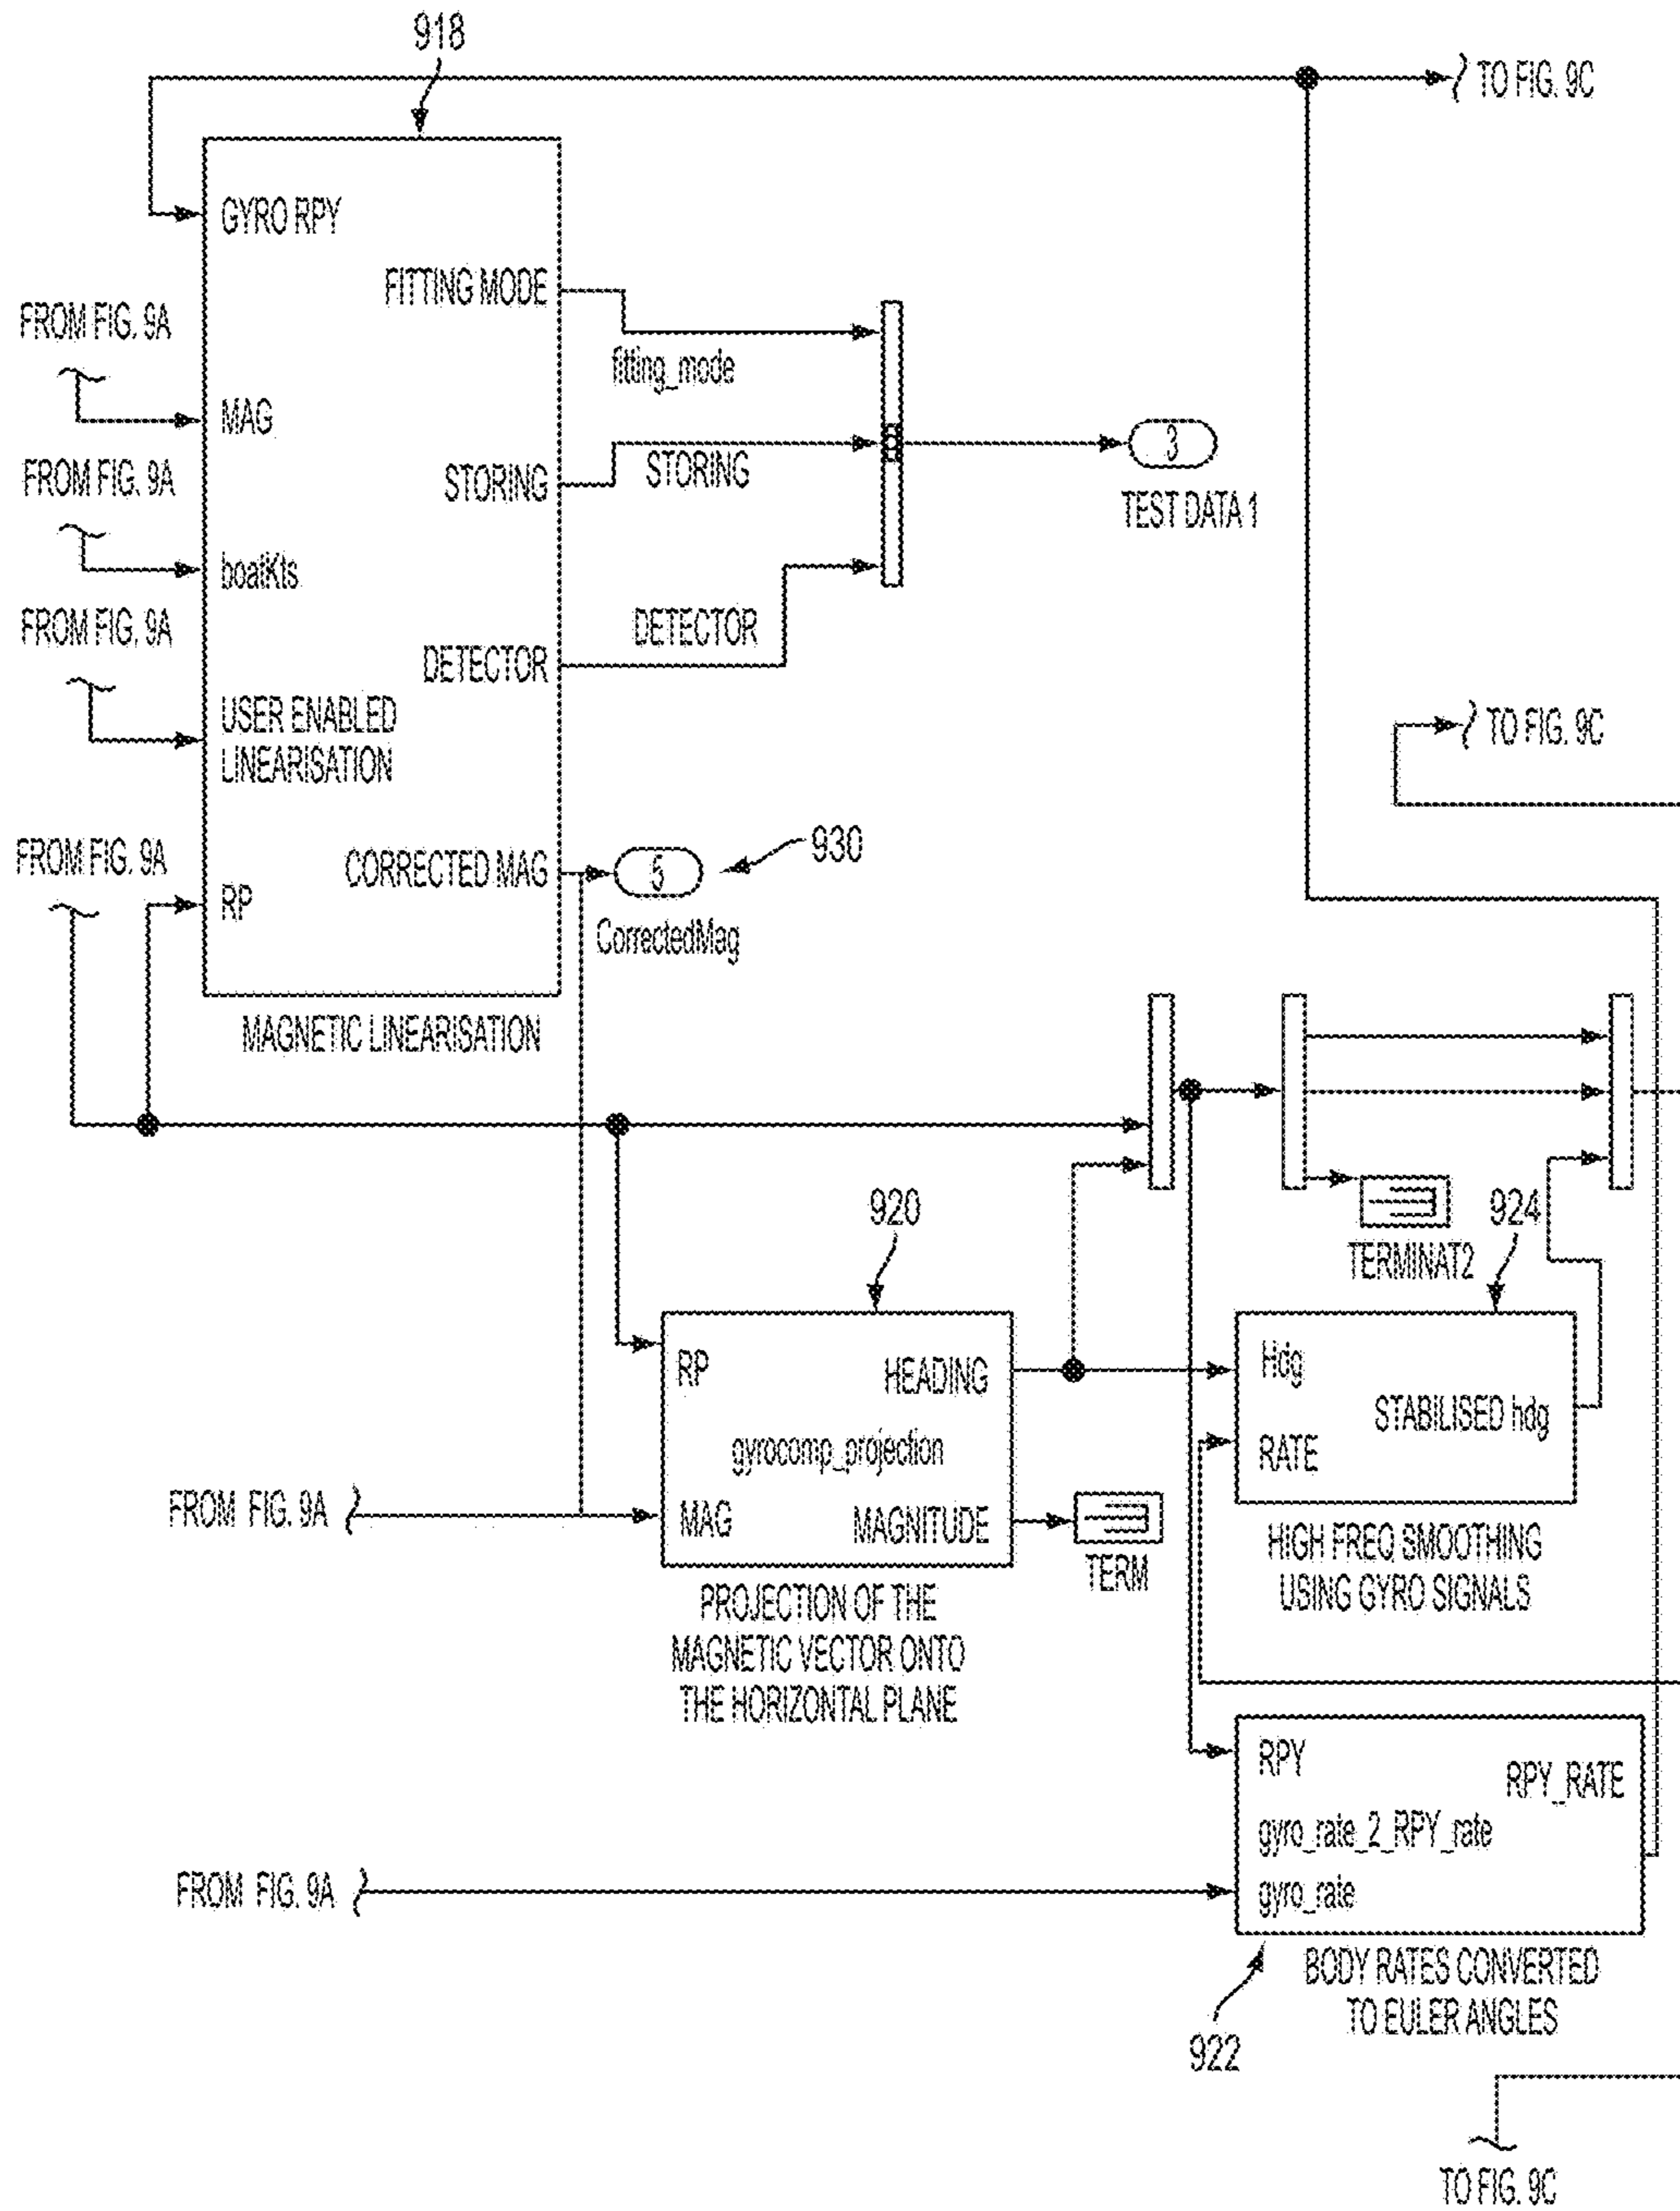 918
TO FIG. 9C
GYRO RPY
FITTING MODE
FROM FIG. 9A
fitting_mode
MAG
FROM FIG. 9A
STORING
STORING
3
TEST DATA 1
boatKts
FROM FIG. 9A
DETECTOR
DETECTOR
USER ENABLED
LINEARISATION
TO FIG. 9C
FROM FIG. 9A
CORRECTED MAG
5
930
RP
CorrectedMag
MAGNETIC LINEARISATION
920
924
TERMINAT2
RP
HEADING
gyrocomp_projection
MAG
MAGNITUDE
Hdg
STABILISED hdg
RATE
FROM FIG. 9A
TERM
HIGH FREQ SMOOTHING
USING GYRO SIGNALS
PROJECTION OF THE
MAGNETIC VECTOR ONTO
THE HORIZONTAL PLANE
RPY
RPY_RATE
gyro_rate_2_RPY_rate
gyro_rate
FROM FIG. 9A
BODY RATES CONVERTED
TO EULER ANGLES
922
TO FIG. 9C